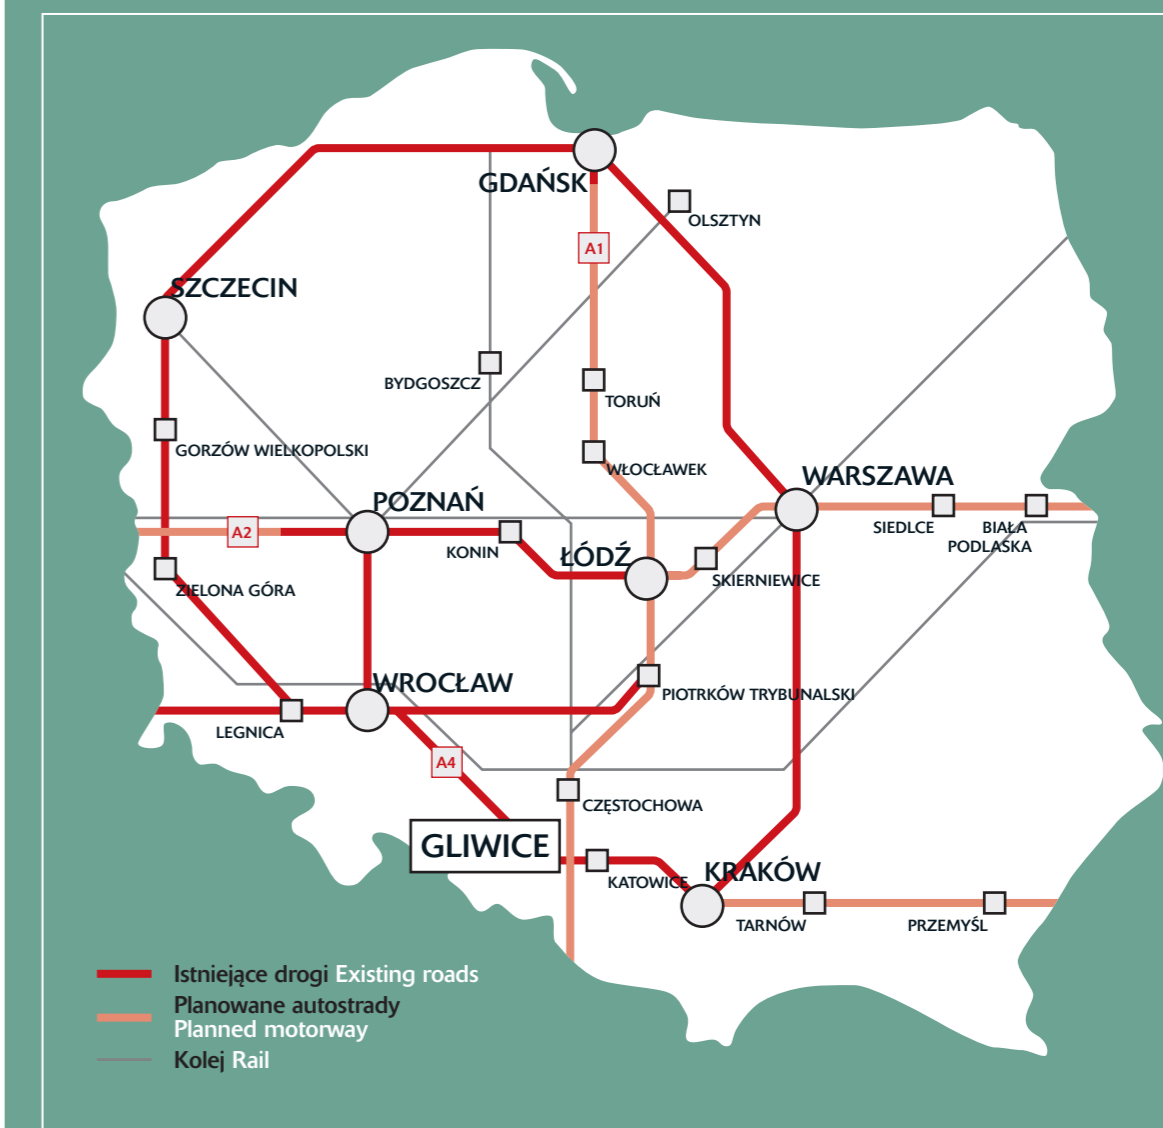 GDAŃSK
OLSZTYN
A1
SZCZECIN
BYDGOSZCZ
TORUŃ
GORZÓW WIELKOPOLSKI
WŁOCŁAWEK
WARSZAWA
POZNAŃ
A2
KONIN
SIEDLCE
BIAŁA
PODLASKA
ŁÓDŹ
SKIERNIEWICE
ZIELONA GÓRA
WROCŁAW
PIOTRKÓW TRYBUNALSKI
LEGNICA
A4
CZĘSTOCHOWA
GLIWICE
KATOWICE
KRAKÓW
TARNÓW
PRZEMYŚL
Istniejące drogi Existing roads
Planowane autostrady
Planned motorway
Kolej Rail